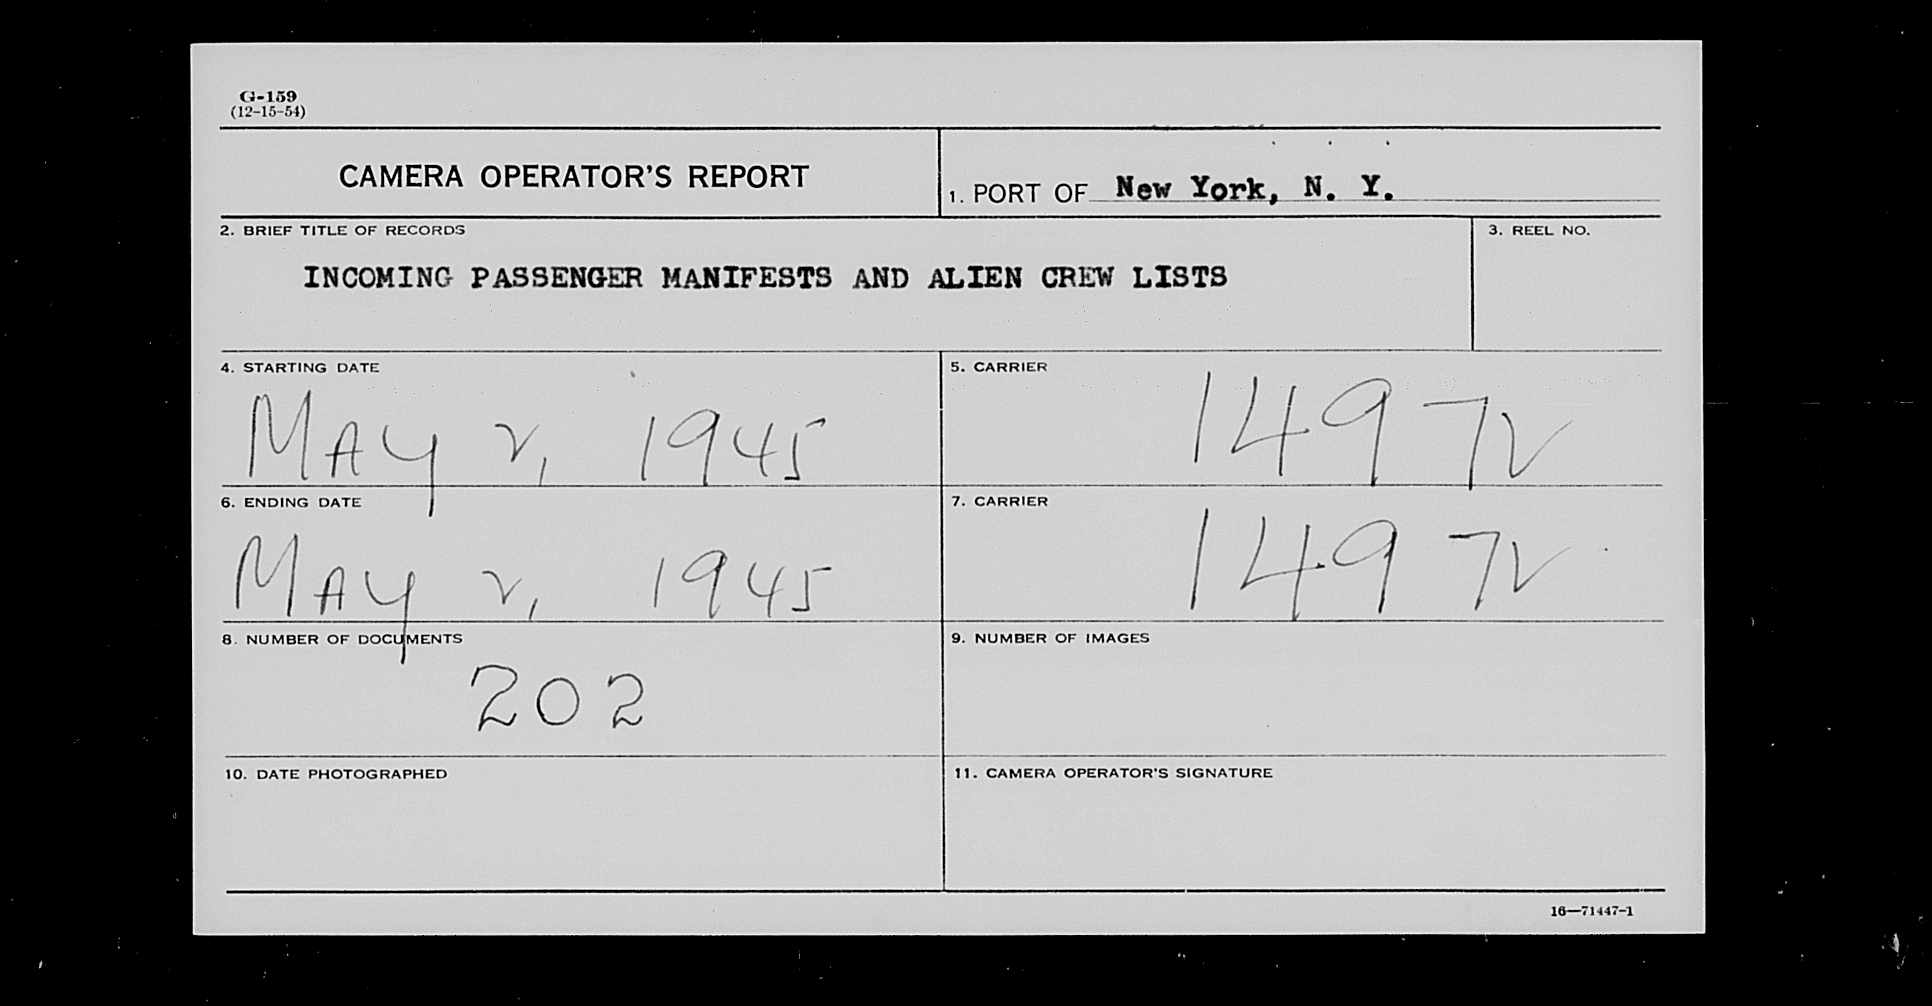 G-159
(12-15-54)
CAMERA OPERATOR'S REPORT
1. PORT OF New York, N. Y.
2. BRIEF TITLE OF RECORDS
INCOMING PASSENGER MANIFESTS AND ALIEN CREW LISTS
3. REEL NO.
4. STARTING DATE
MAY 2, 1945
5. CARRIER
14972
6. ENDING DATE
MAY 2, 1945
7. CARRIER
14972
8. NUMBER OF DOCUMENTS
202
9. NUMBER OF IMAGES
10. DATE PHOTOGRAPHED
11. CAMERA OPERATOR'S SIGNATURE
16—71447-1